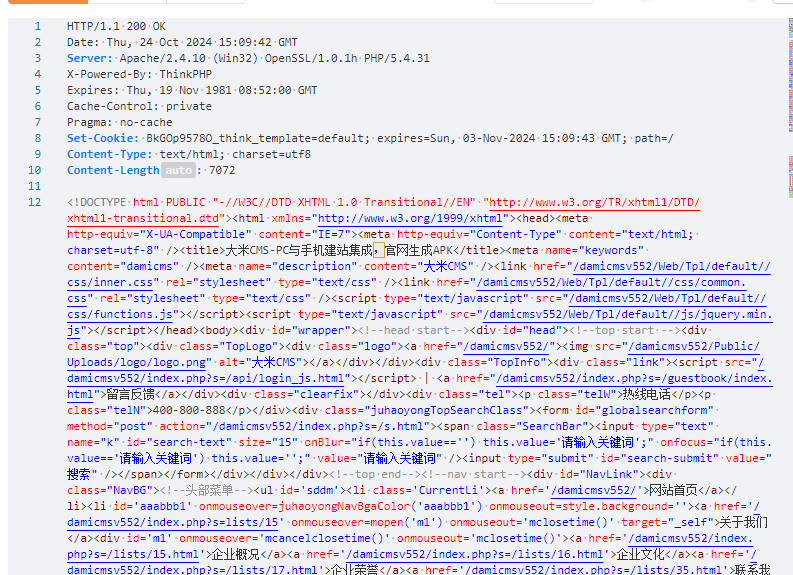 1 HTTP/1.1 200 OK
2 Date: Thu, 24 Oct 2024 15:09:42 GMT
3 Server: Apache/2.4.10 (Win32) OpenSSL/1.0.1h PHP/5.4.31
4 X-Powered-By: ThinkPHP
5 Expires: Thu, 19 Nov 1981 08:52:00 GMT
6 Cache-Control: private
7 Pragma: no-cache
8 Set-Cookie: BkGOp9578O_think_template=default; expires=Sun, 03-Nov-2024 15:09:43 GMT; path=/
9 Content-Type: text/html; charset=utf8
10 Content-Length auto : 7072
11
12 <!DOCTYPE html PUBLIC "-//W3C//DTD XHTML 1.0 Transitional//EN" "http://www.w3.org/TR/xhtml1/DTD/
xhtml1-transitional.dtd"><html xmlns="http://www.w3.org/1999/xhtml"><head><meta
http-equiv="X-UA-Compatible" content="IE=7"><meta http-equiv="Content-Type" content="text/html;
charset=utf-8" /><title>大米CMS-PC与手机建站集成，官网生成APK</title><meta name="keywords"
content="damicms" /><meta name="description" content="大米CMS" /><link href="/damicmsv552/Web/Tpl/default//
css/inner.css" rel="stylesheet" type="text/css" /><link href="/damicmsv552/Web/Tpl/default//css/common.
css" rel="stylesheet" type="text/css" /><script type="text/javascript" src="/damicmsv552/Web/Tpl/default//
css/functions.js"></script><script type="text/javascript" src="/damicmsv552/Web/Tpl/default//js/jquery.min.
js"></script></head><body><div id="wrapper"><!--head start--><div id="head"><!--top start ---><div
class="top"><div class="TopLogo"><div class="logo"><a href="/damicmsv552/"><img src="/damicmsv552/Public/
Uploads/logo/logo.png" alt="大米CMS"></a></div></div><div class="TopInfo"><div class="link"><script src="/
damicmsv552/index.php?s=/api/login_js.html"></script> | <a href="/damicmsv552/index.php?s=/guestbook/index.
html">留言反馈</a></div><div class="clearfix"></div><div class="tel"><p class="telW">热线电话</p><p
class="telN">400-800-888</p></div><div class="juhaoyongTopSearchClass"><form id="globalsearchform"
method="post" action="/damicmsv552/index.php?s=/s.html"><span class="SearchBar"><input type="text"
name="k" id="search-text" size="15" onBlur="if(this.value=='') this.value='请输入关键词';" onfocus="if(this.
value=='请输入关键词') this.value='';" value="请输入关键词" /><input type="submit" id="search-submit" value="
搜索" /></span></form></div></div></div><!--top end--><!--nav start--><div id="NavLink"><div
class="NavBG"><!--头部菜单--><ul id='sddm'><li class='CurrentLi'><a href='/damicmsv552/'>网站首页</a></
li><li id='aaabbb1' onmouseover=juhaoyongNavBgaColor('aaabbb1') onmouseout=style.background=''><a href='/
damicmsv552/index.php?s=lists/15' onmouseover=mopen('m1') onmouseout='mclosetime()' target="_self">关于我们
</a><div id='m1' onmouseover='mcancelclosetime()' onmouseout='mclosetime()'><a href='/damicmsv552/index.
php?s=/lists/15.html'>企业概况</a><a href='/damicmsv552/index.php?s=/lists/16.html'>企业文化</a><a href='/
damicmsv552/index.php?s=/lists/17.html'>企业荣誉</a><a href='/damicmsv552/index.php?s=/lists/35.html'>联系我